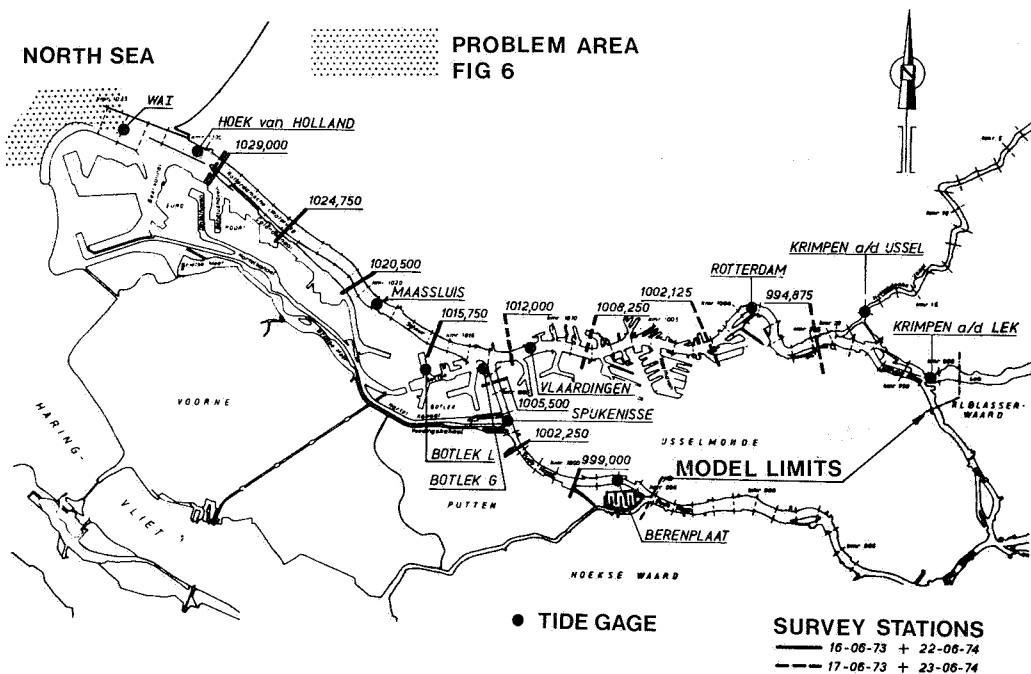 NORTH SEA
PROBLEM AREA
FIG 6
WAI
HOEK van HOLLAND
1029,000
1024,750
1020,500
MAASSLUIS
1015,750
1012,000
1008,250
1002,125
ROTTERDAM
994,875
KRIMPEN a/d IJSSEL
KRIMPEN a/d LEK
VLAARDINGEN
1005,500
SPIJKENISSE
1002,250
999,000
BOTLEK L
BOTLEK G
BOTLEK
EURO
POORT
VOORNE
HARING-
VLIET
PUTTEN
IJSSELMONDE
ALBLASSER-
WAARD
MODEL LIMITS
BERENPLAAT
HOEKSE WAARD
TIDE GAGE
SURVEY STATIONS
16-06-73 + 22-06-74
17-06-73 + 23-06-74